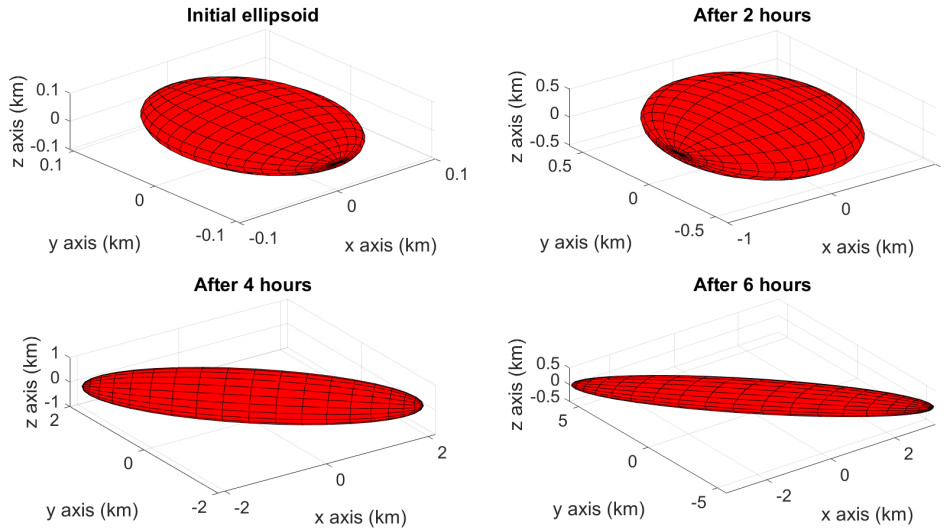 Initial ellipsoid
z axis (km)
0.1
0
-0.1
0.1
0
-0.1
y axis (km)
-0.1
0
0.1
x axis (km)
After 2 hours
z axis (km)
0.5
0
-0.5
0.5
0
-0.5
y axis (km)
-1
0
x axis (km)
After 4 hours
z axis (km)
1
0
-1
2
0
-2
y axis (km)
-2
0
2
x axis (km)
After 6 hours
z axis (km)
0.5
0
-0.5
5
0
-5
y axis (km)
-2
0
2
x axis (km)